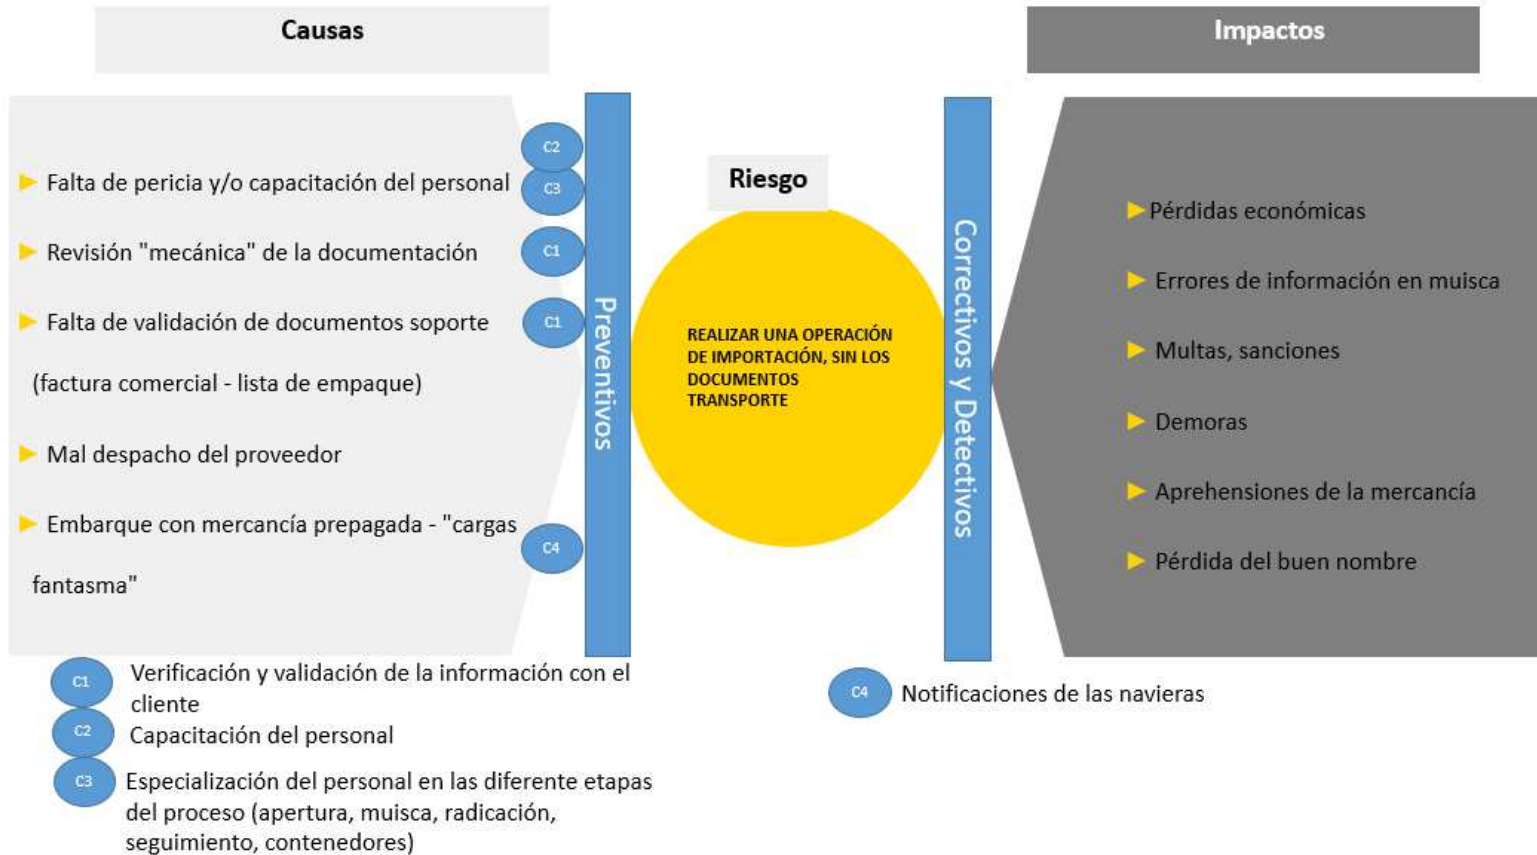 Causas
Impactos
Riesgo
Falta de pericia y/o capacitación del personal
Revisión "mecánica" de la documentación
Falta de validación de documentos soporte
(factura comercial - lista de empaque)
Mal despacho del proveedor
Embarque con mercancía prepagada - "cargas
fantasma"
C2
C3
C1
C1
C4
Preventivos
REALIZAR UNA OPERACIÓN
DE IMPORTACIÓN, SIN LOS
DOCUMENTOS
TRANSPORTE
Correctivos y Detectivos
Pérdidas económicas
Errores de información en muisca
Multas, sanciones
Demoras
Aprehensiones de la mercancía
Pérdida del buen nombre
C1 Verificación y validación de la información con el
cliente
C2 Capacitación del personal
C3 Especialización del personal en las diferente etapas
del proceso (apertura, muisca, radicación,
seguimiento, contenedores)
C4 Notificaciones de las navieras